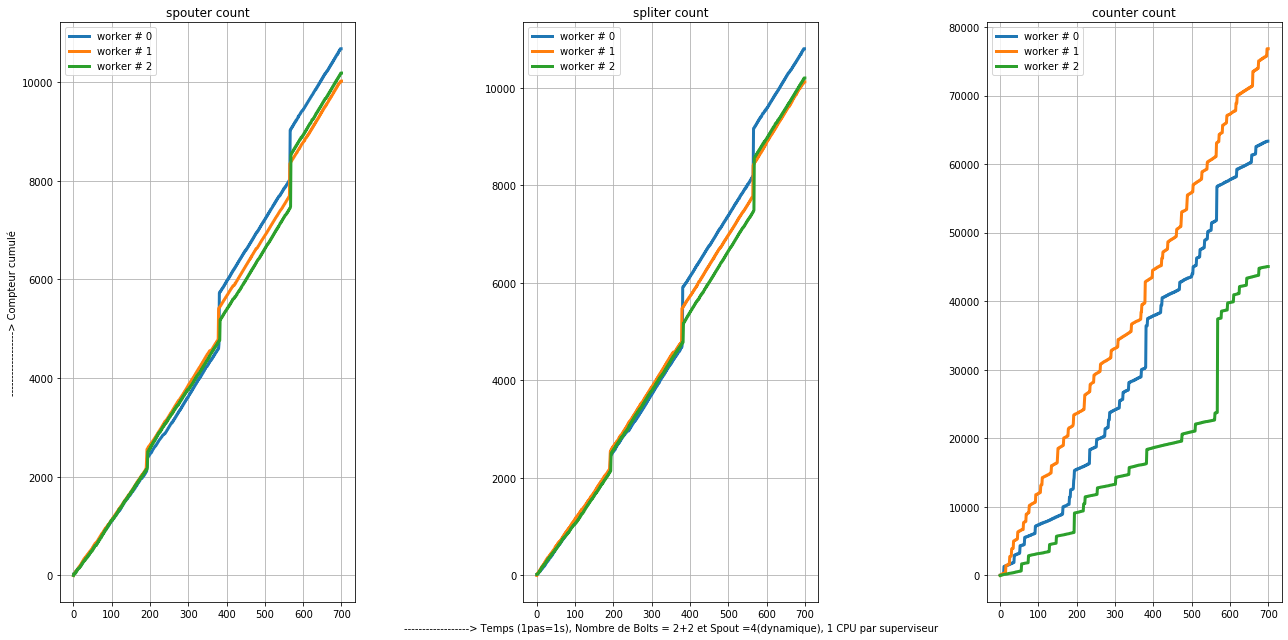 spouter count
spliter count
counter count
worker # 0
worker # 1
worker # 2
worker # 0
worker # 1
worker # 2
worker # 0
worker # 1
worker # 2
------------------> Compteur cumulé
10000
8000
6000
4000
2000
0
0 100 200 300 400 500 600 700
10000
8000
6000
4000
2000
0
0 100 200 300 400 500 600 700
80000
70000
60000
50000
40000
30000
20000
10000
0
0 100 200 300 400 500 600 700
------------------> Temps (1pas=1s), Nombre de Bolts = 2+2 et Spout =4(dynamique), 1 CPU par superviseur